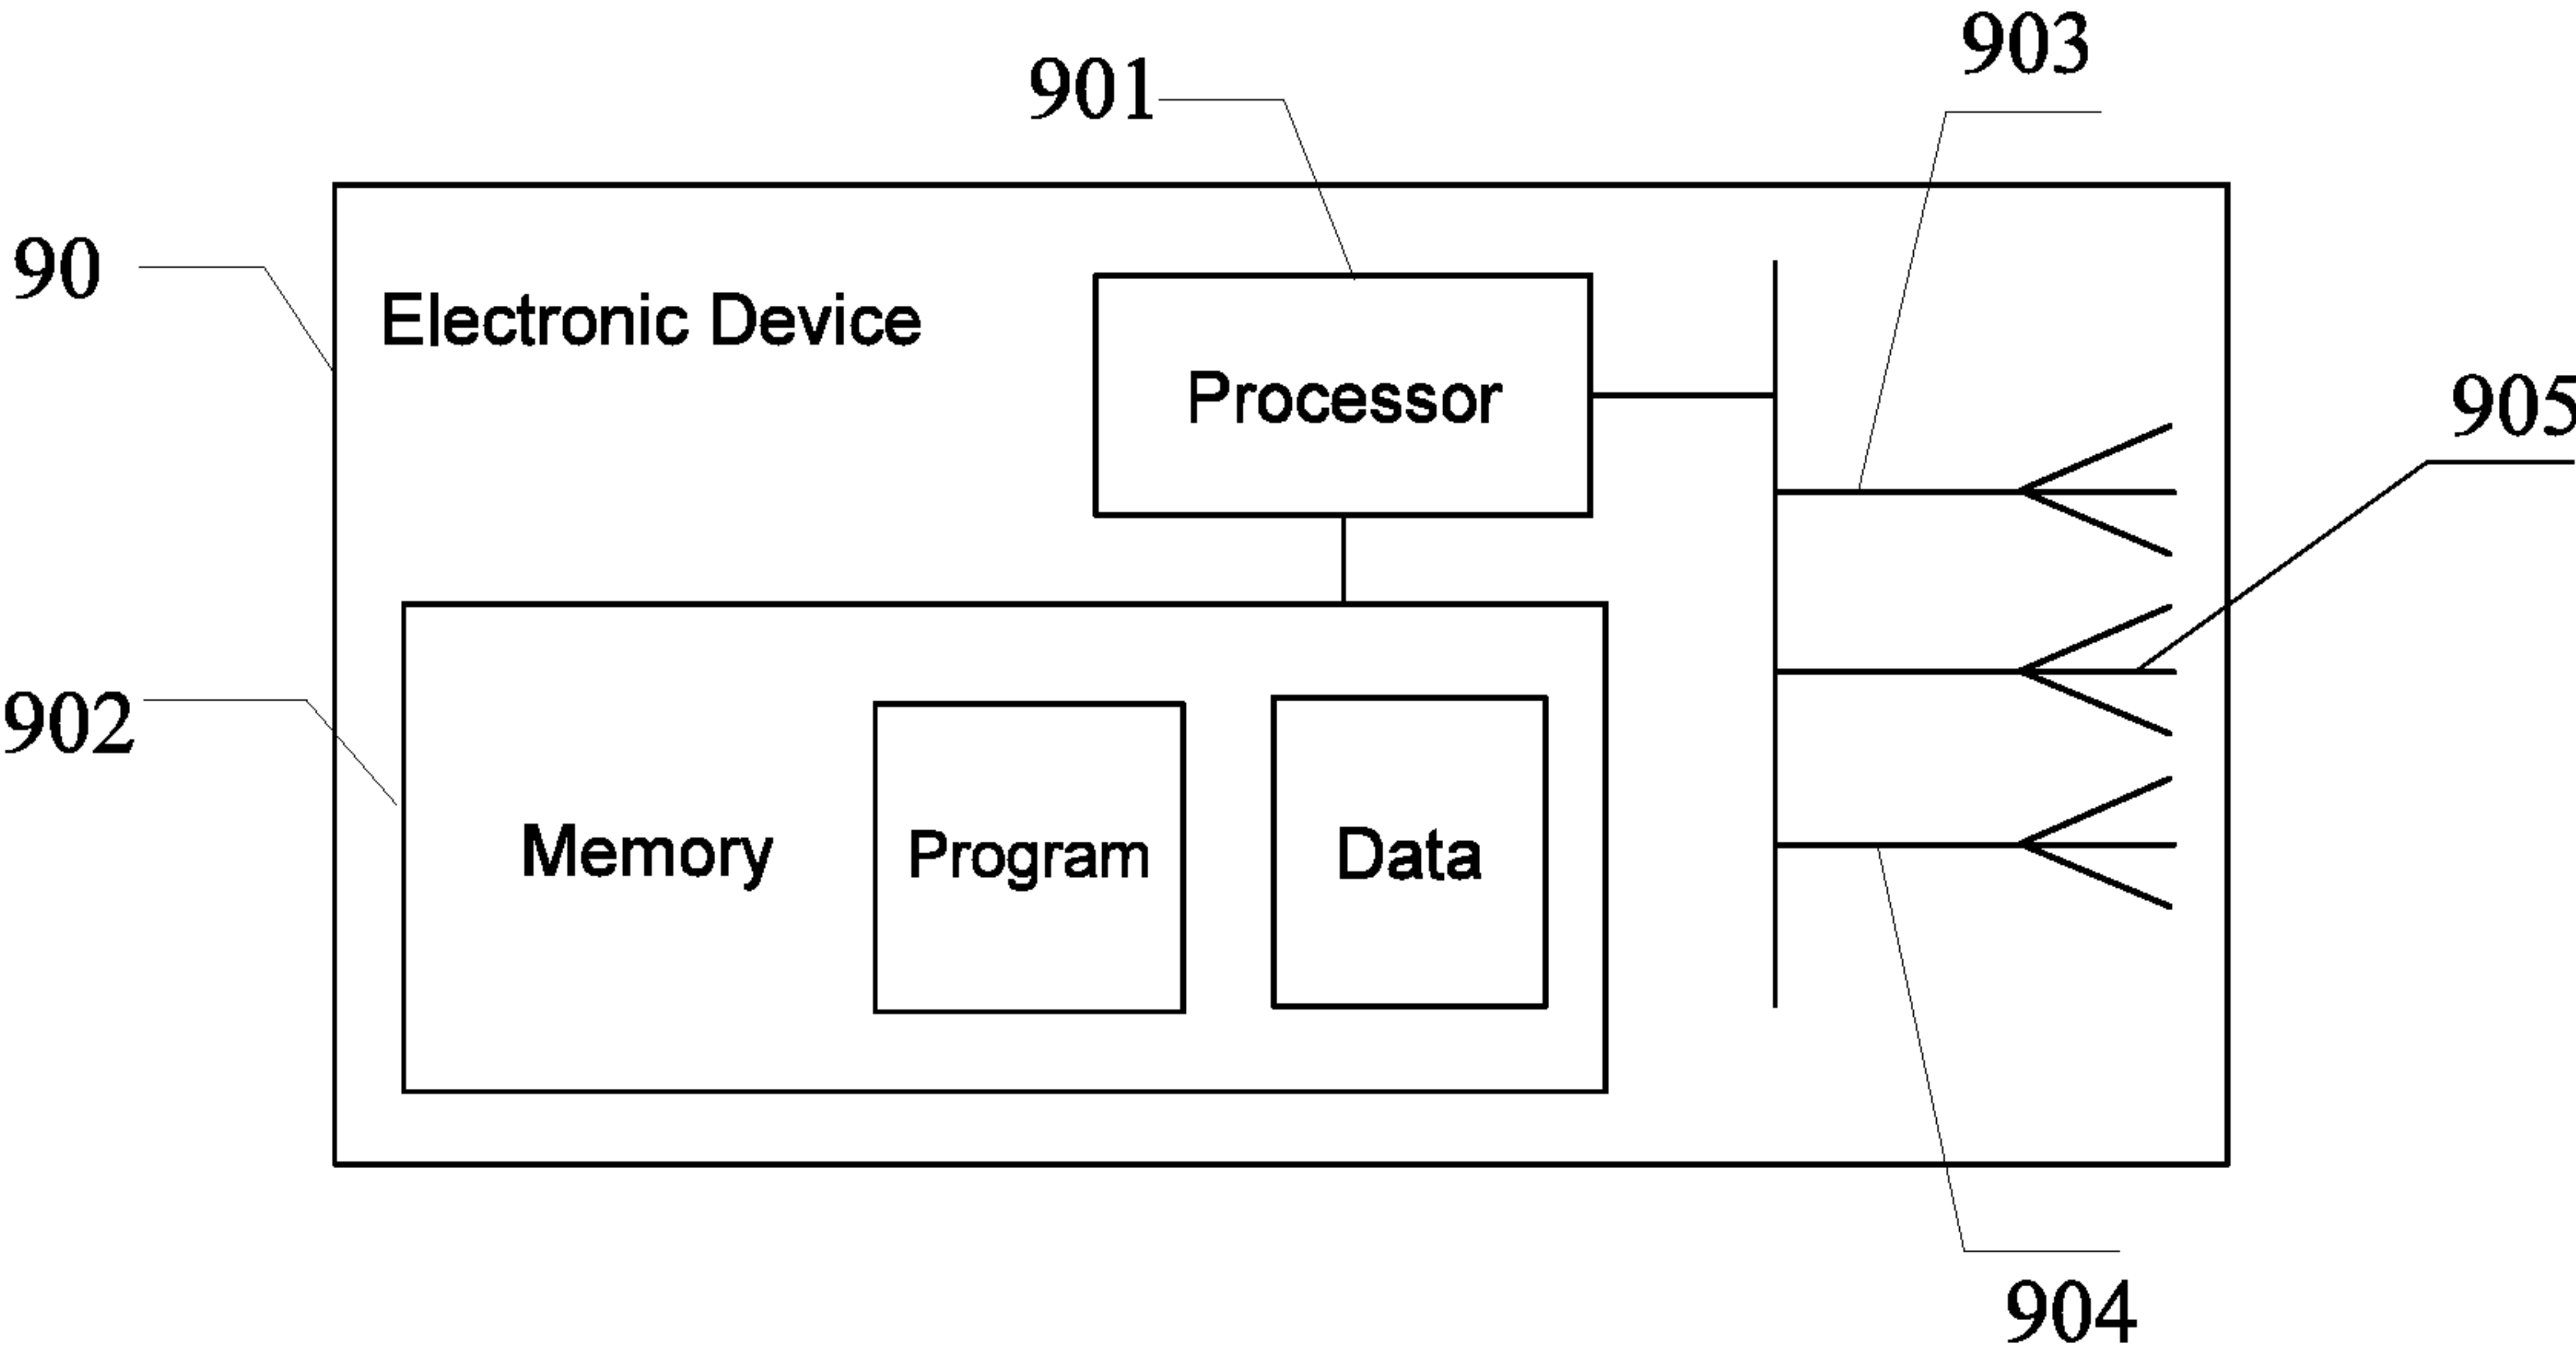 903
901
90
Electronic Device
Processor
905
902
Memory
Program
Data
904